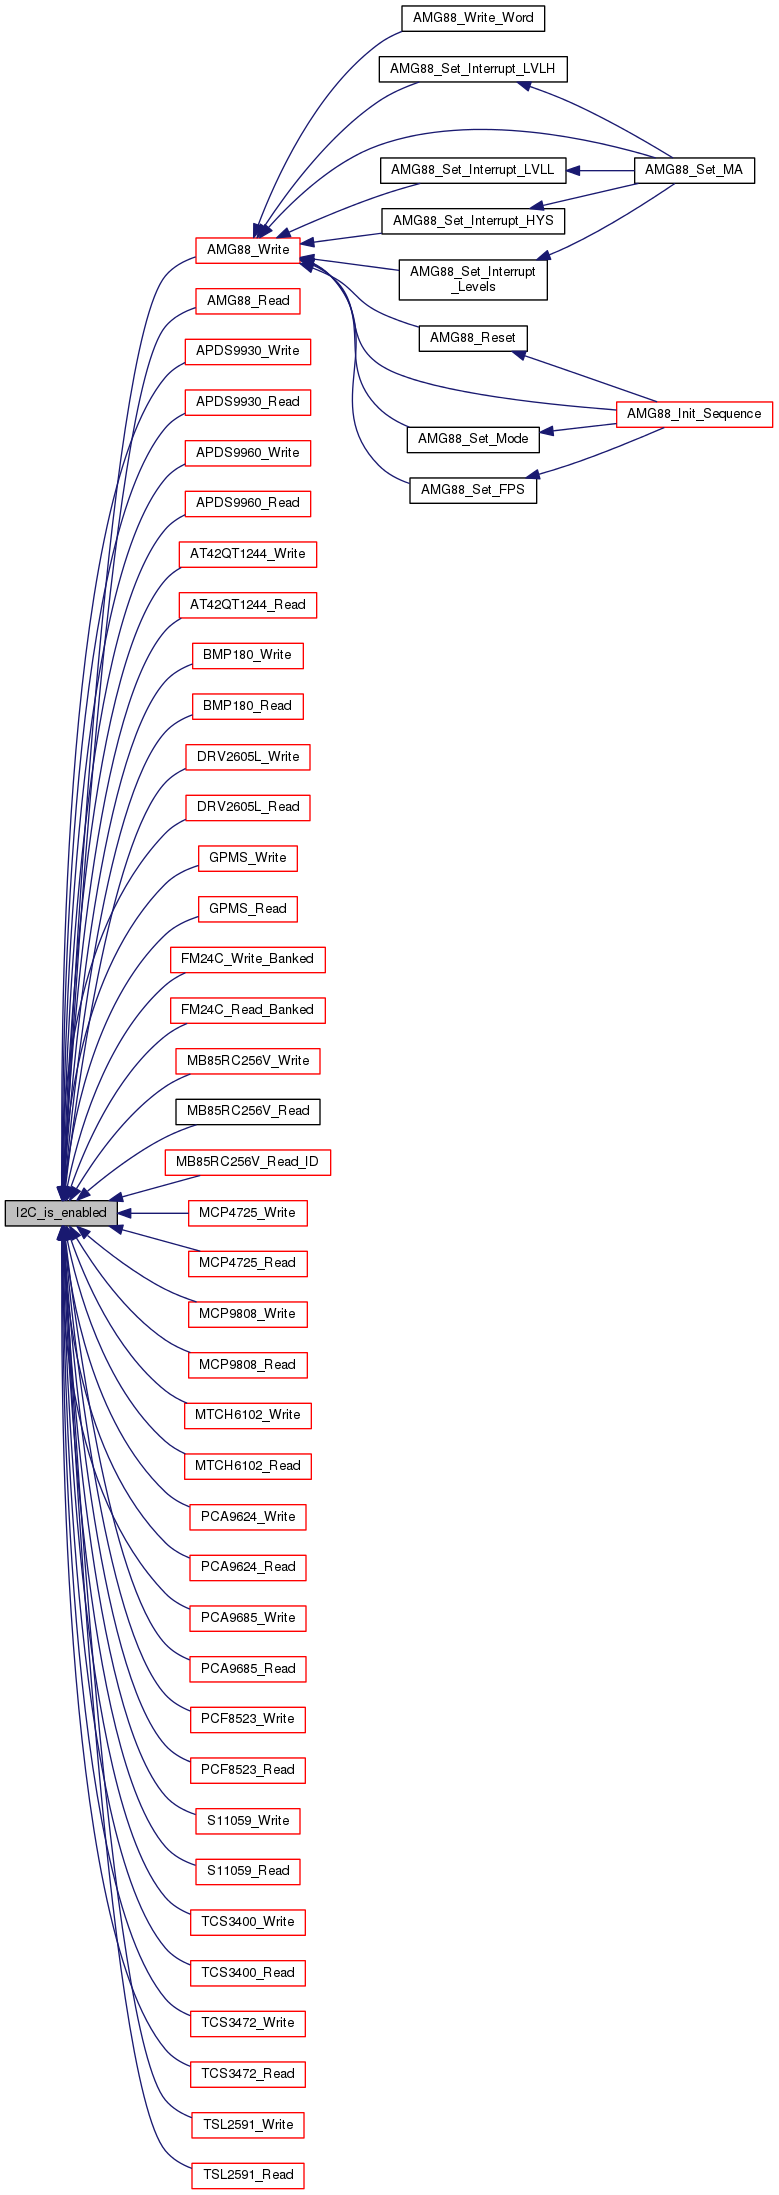 AMG88_Write_Word
AMG88_Set_Interrupt_LVLH
AMG88_Set_Interrupt_LVLL
AMG88_Set_MA
AMG88_Set_Interrupt_HYS
AMG88_Write
AMG88_Set_Interrupt
_Levels
AMG88_Read
AMG88_Reset
APDS9930_Write
APDS9930_Read
AMG88_Init_Sequence
AMG88_Set_Mode
APDS9960_Write
AMG88_Set_FPS
APDS9960_Read
AT42QT1244_Write
AT42QT1244_Read
BMP180_Write
BMP180_Read
DRV2605L_Write
DRV2605L_Read
GPMS_Write
GPMS_Read
FM24C_Write_Banked
FM24C_Read_Banked
MB85RC256V_Write
MB85RC256V_Read
MB85RC256V_Read_ID
I2C_is_enabled
MCP4725_Write
MCP4725_Read
MCP9808_Write
MCP9808_Read
MTCH6102_Write
MTCH6102_Read
PCA9624_Write
PCA9624_Read
PCA9685_Write
PCA9685_Read
PCF8523_Write
PCF8523_Read
S11059_Write
S11059_Read
TCS3400_Write
TCS3400_Read
TCS3472_Write
TCS3472_Read
TSL2591_Write
TSL2591_Read